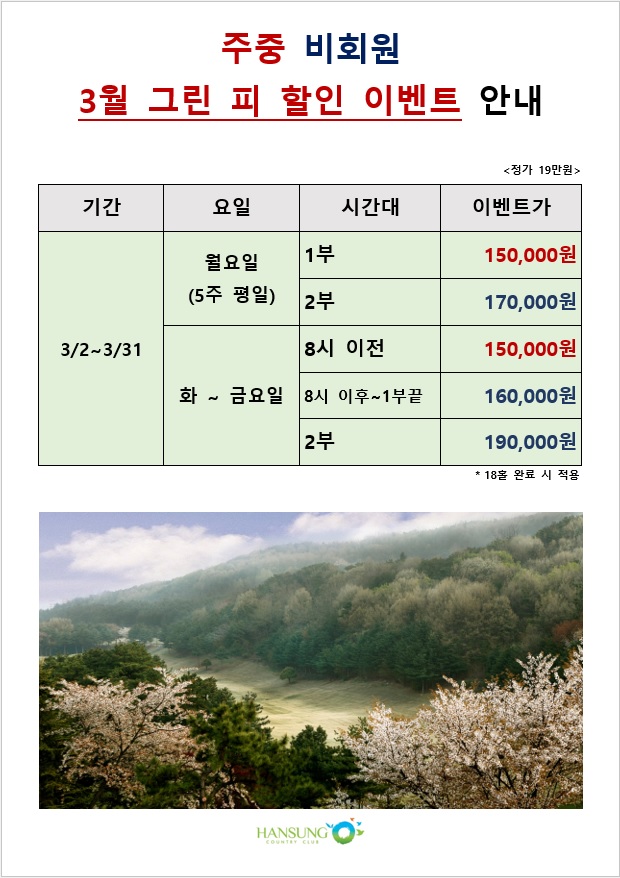 주중 비회원
3월 그린 피 할인 이벤트 안내
<정가 19만원>
기간 요일 시간대 이벤트가
3/2~3/31
월요일
(5주 평일)
1부 150,000원
2부 170,000원
화 ~ 금요일
8시 이전 150,000원
8시 이후~1부끝 160,000원
2부 190,000원
* 18홀 완료 시 적용
HANSUNG
COUNTRY CLUB